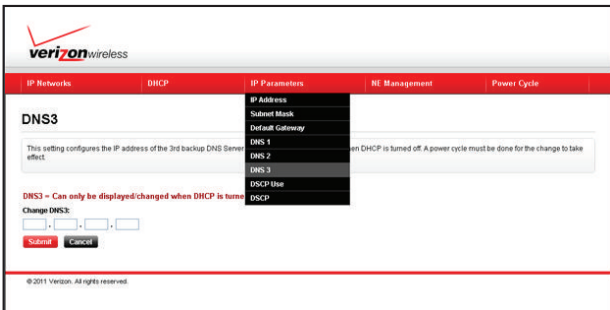 verizonwireless
IP Networks DHCP IP Parameters NE Management Power Cycle
IP Address
Subnet Mask
Default Gateway
DNS 1
DNS 2
DNS 3
DSCP Use
DSCP
DNS3
This setting configures the IP address of the 3rd backup DNS Server en DHCP is turned off. A power cycle must be done for the change to take
effect.
DNS3 - Can only be displayed/changed when DHCP is turne
Change DNS3:
. . .
Submit Cancel
© 2011 Verizon. All rights reserved.